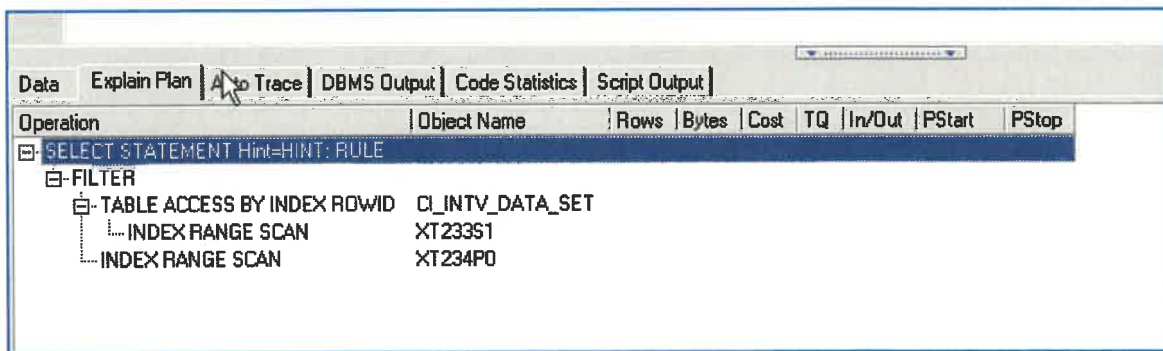 Data Explain Plan Auto Trace DBMS Output Code Statistics Script Output
Operation Object Name Rows Bytes Cost TQ In/Out PStart PStop
SELECT STATEMENT Hint=HINT: RULE
FILTER
TABLE ACCESS BY INDEX ROWID CI_INTV_DATA_SET
INDEX RANGE SCAN XT233S1
INDEX RANGE SCAN XT234P0